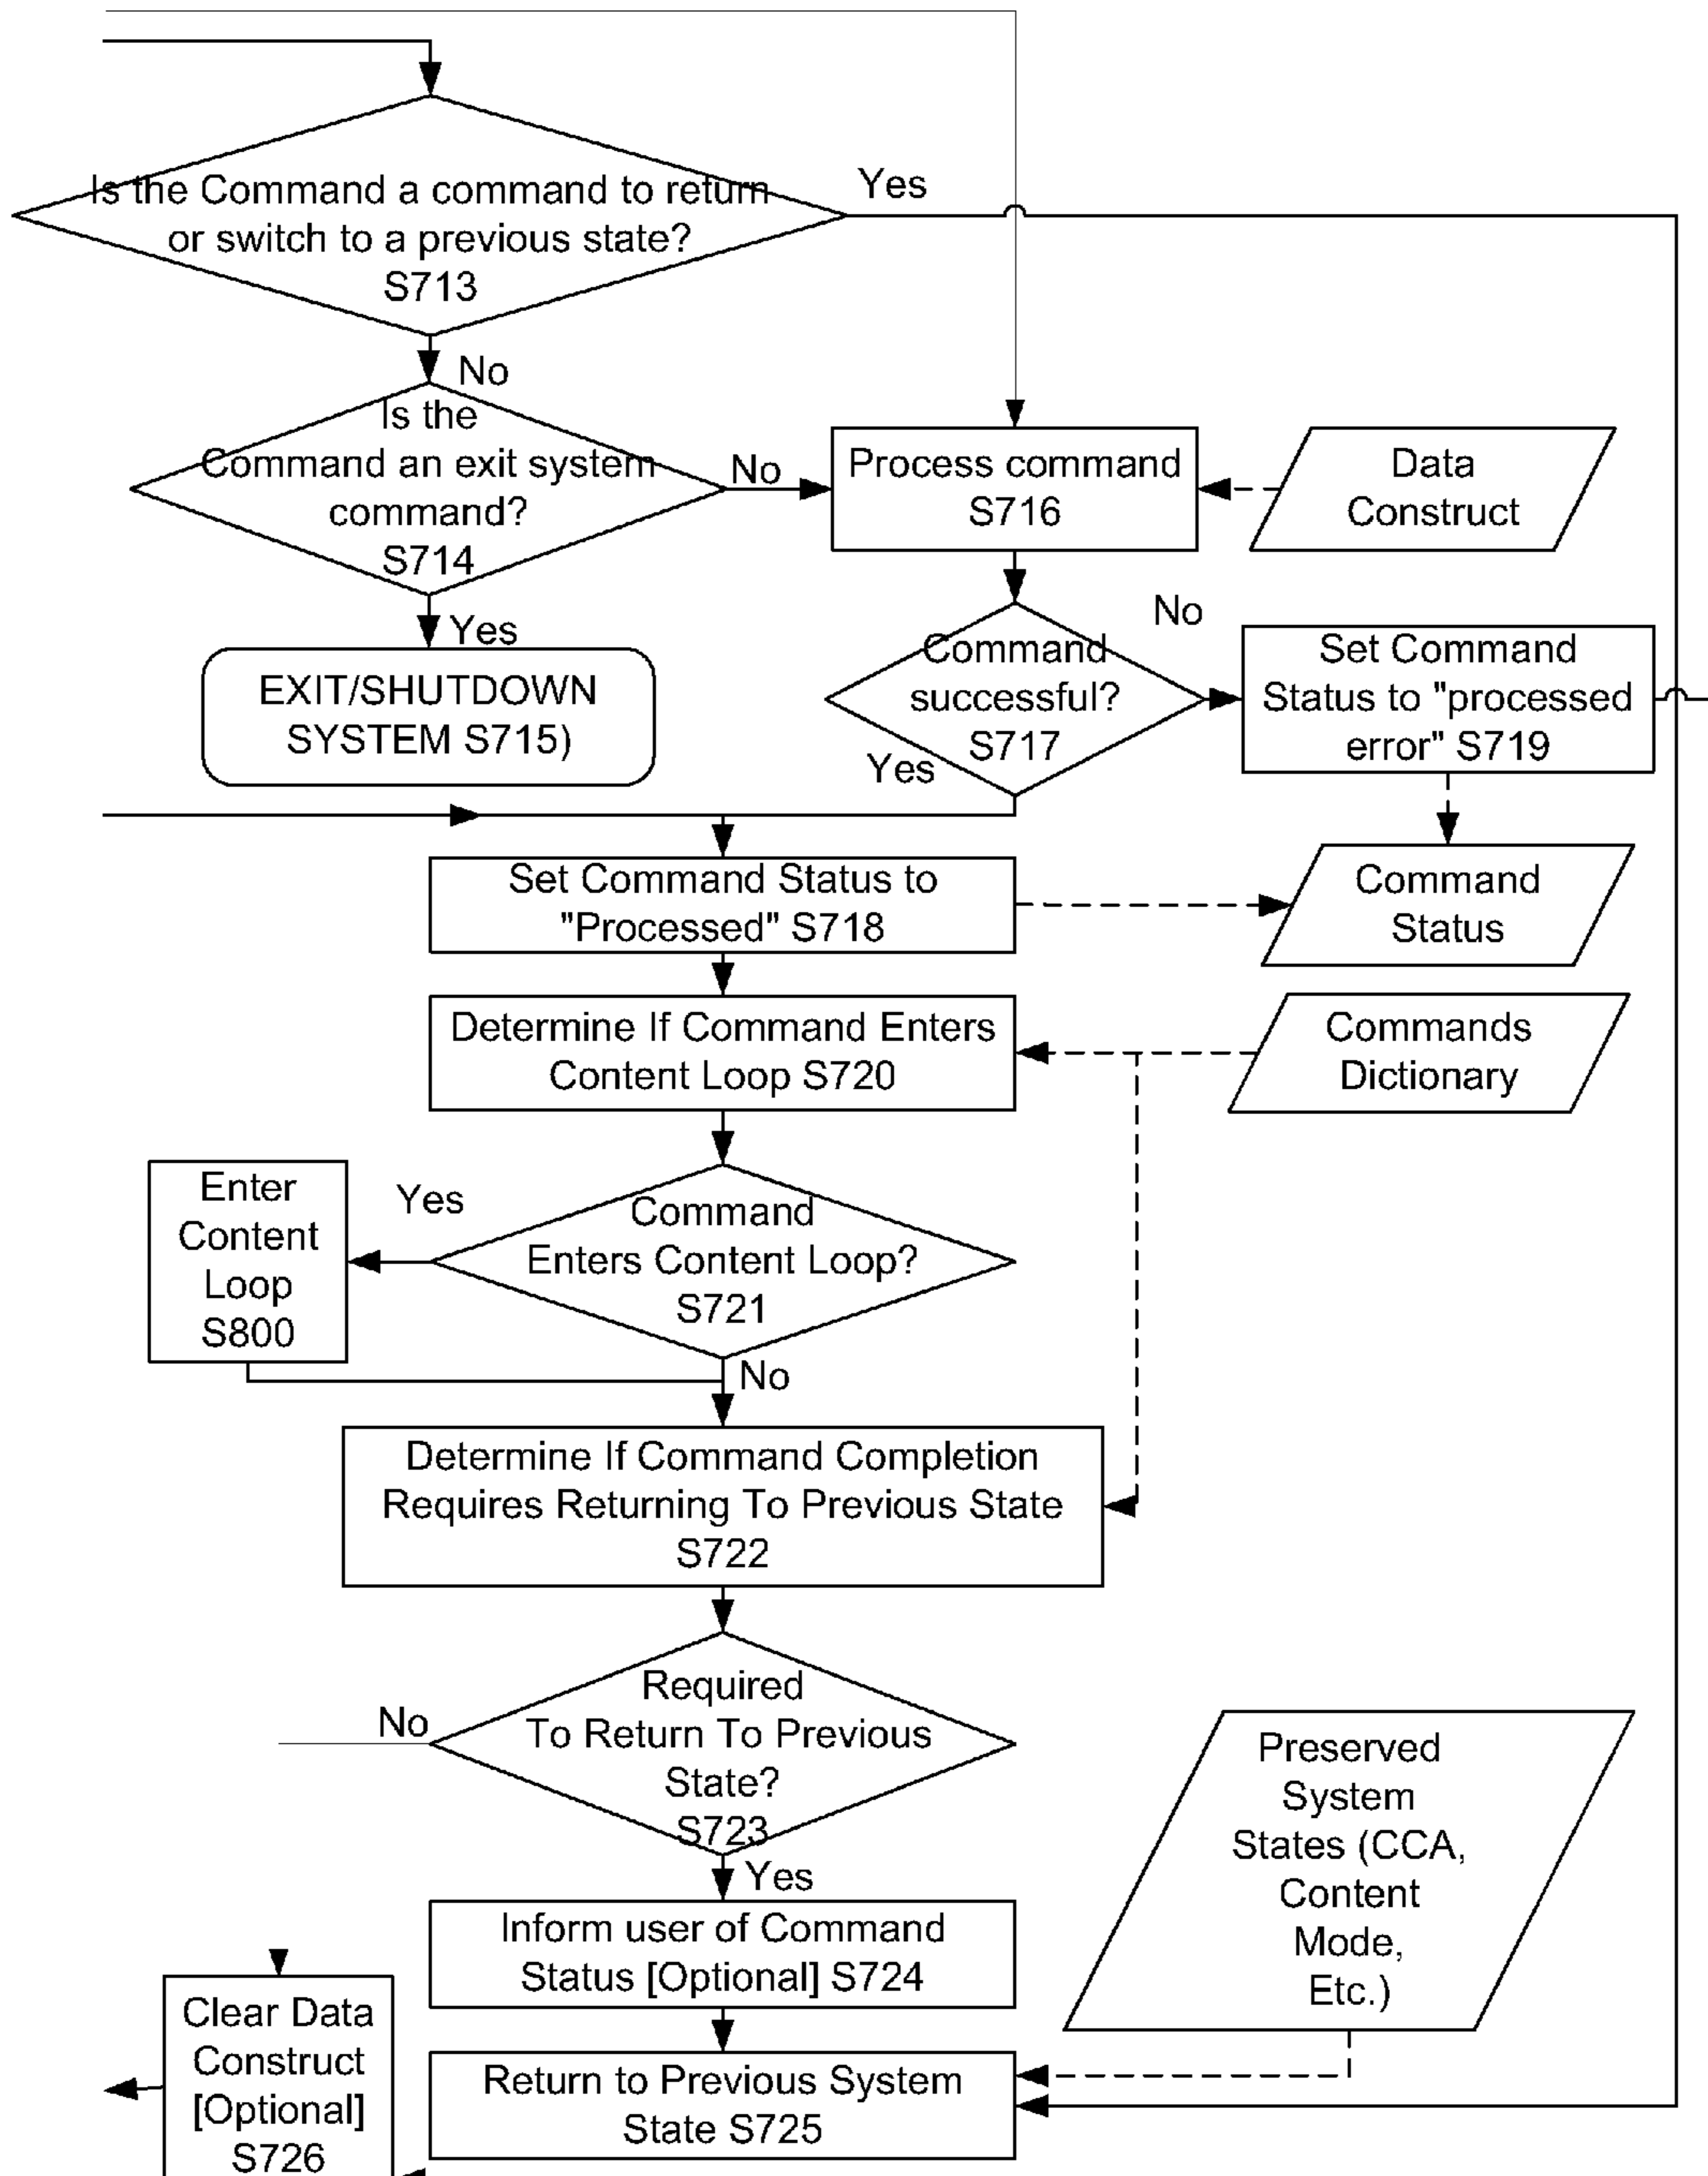 Is the Command a command to return
or switch to a previous state?
S713
Yes
No
Is the
Command an exit system
command?
S714
No
Process command
S716
Data
Construct
Yes
EXIT/SHUTDOWN
SYSTEM S715)
Command
successful?
S717
No
Yes
Set Command
Status to "processed
error" S719
Set Command Status to
"Processed" S718
Command
Status
Determine If Command Enters
Content Loop S720
Commands
Dictionary
Enter
Content
Loop
S800
Yes
Command
Enters Content Loop?
S721
No
Determine If Command Completion
Requires Returning To Previous State
S722
No
Required
To Return To Previous
State?
S723
Yes
Preserved
System
States (CCA,
Content
Mode,
Etc.)
Inform user of Command
Status [Optional] S724
Clear Data
Construct
[Optional]
S726
Return to Previous System
State S725